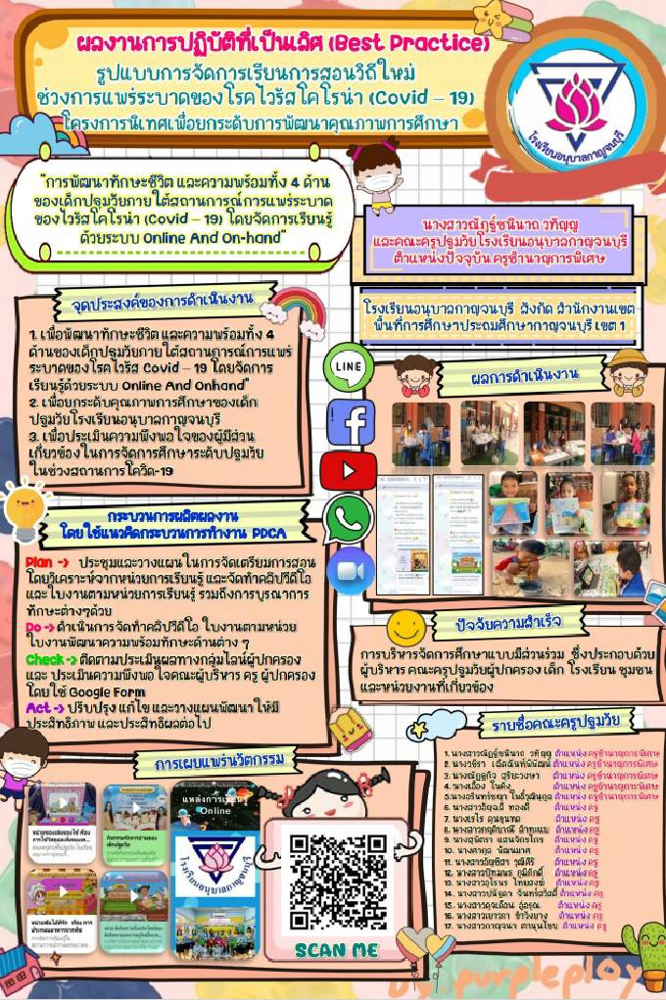 ผลงานการปฏิบัติที่เป็นเลิศ (Best Practice)
รูปแบบการจัดการเรียนการสอนวิถีใหม่
ช่วงการแพร่ระบาดของโรคไวรัสโคโรน่า (Covid – 19)
โครงการนิเทศเพื่อยกระดับการพัฒนาคุณภาพการศึกษา
โรงเรียนอนุบาลกาญจนบุรี
"การพัฒนาทักษะชีวิต และความพร้อมทั้ง 4 ด้าน
ของเด็กปฐมวัยภายใต้สถานการณ์การแพร่ระบาด
ของไวรัสโคโรน่า (Covid – 19) โดยจัดการเรียนรู้
ด้วยระบบ Online And On-hand"
นางสาวณัฏฐ์ชนินาถ วทัญญู
และคณะครูปฐมวัยโรงเรียนอนุบาลกาญจนบุรี
ตำแหน่งปัจจุบัน ครูชำนาญการพิเศษ
โรงเรียนอนุบาลกาญจนบุรี สังกัด สำนักงานเขต
พื้นที่การศึกษาประถมศึกษากาญจนบุรี เขต 1
จุดประสงค์ของการดำเนินงาน
1. เพื่อพัฒนาทักษะชีวิต และความพร้อมทั้ง 4
ด้านของเด็กปฐมวัยภายใต้สถานการณ์การแพร่
ระบาดของโรคไวรัส Covid – 19 โดยจัดการ
เรียนรู้ด้วยระบบ Online And Onhand"
2. เพื่อยกระดับคุณภาพการศึกษาของเด็ก
ปฐมวัยโรงเรียนอนุบาลกาญจนบุรี
3. เพื่อประเมินความพึงพอใจของผู้มีส่วน
เกี่ยวข้องในการจัดการศึกษาระดับปฐมวัย
ในช่วงสถานการโควิด-19
LINE
ผลการดำเนินงาน
กระบวนการผลิตผลงาน
โดยใช้แนวคิดกระบวนการทำงาน PDCA
Plan -> ประชุมและวางแผนในการจัดเตรียมการสอน
โดยวิเคราะห์จากหน่วยการเรียนรู้ และจัดทำคลิปวีดีโอ
และใบงานตามหน่วยการเรียนรู้ รวมถึงการบูรณาการ
ทักษะต่างๆด้วย
Do -> ดำเนินการจัดทำคลิปวีดีโอ ใบงานตามหน่วย
ใบงานพัฒนาความพร้อมทักษะด้านต่าง ๆ
Check -> ติดตามประเมินผลทางกลุ่มไลน์ผู้ปกครอง
และ ประเมินความพึงพอใจคณะผู้บริหาร ครู ผู้ปกครอง
โดยใช้ Google Form
Act -> ปรับปรุง แก้ไข และวางแผนพัฒนาให้มี
ประสิทธิภาพ และประสิทธิผลต่อไป
ปัจจัยความสำเร็จ
การบริหารจัดการศึกษาแบบมีส่วนร่วม ซึ่งประกอบด้วย
ผู้บริหาร คณะครูปฐมวัยผู้ปกครอง เด็ก โรงเรียน ชุมชน
และหน่วยงานที่เกี่ยวข้อง
การเผยแพร่นวัตกรรม
แหล่งการเรียนรู้
Online
โรงเรียนอนุบาลกาญจนบุรี
SCAN ME
รายชื่อคณะครูปฐมวัย
1. นางสาวณัฏฐ์ชนินาถ วทัญญู ตำแหน่ง ครูชำนาญการพิเศษ
2. ตำแหน่ง ครูชำนาญการพิเศษ
3. ตำแหน่ง ครูชำนาญการพิเศษ
4. ตำแหน่ง ครูชำนาญการพิเศษ
5. ตำแหน่ง ครูชำนาญการพิเศษ
6. ตำแหน่ง ครู
7. ตำแหน่ง ครู
8. ตำแหน่ง ครู
9. ตำแหน่ง ครู
10. ตำแหน่ง ครู
11. ตำแหน่ง ครู
12. ตำแหน่ง ครู
13. ตำแหน่ง ครู
14. ตำแหน่ง ครู
15. ตำแหน่ง ครู
16. ตำแหน่ง ครู
17. ตำแหน่ง ครู
by.purpleploy